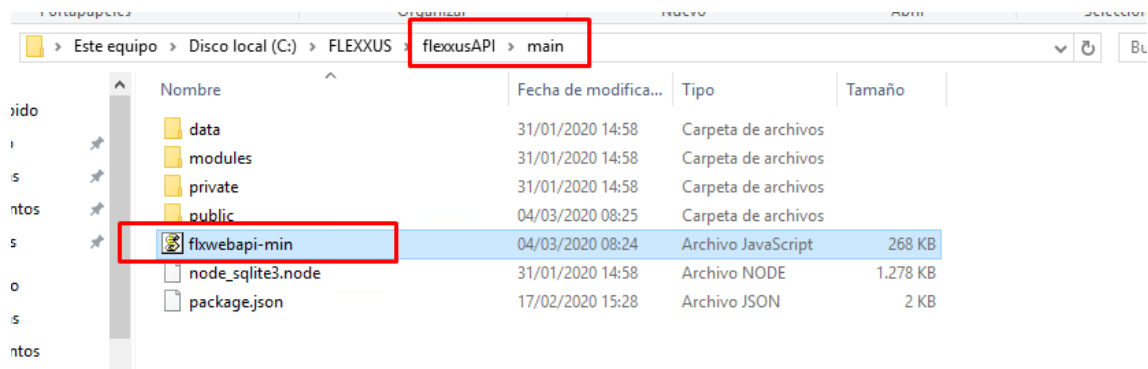 Portapapeles Organizar Nuevo Abrir
> Este equipo > Disco local (C:) > FLEXXUS > flexxusAPI > main
Nombre Fecha de modifica... Tipo Tamaño
data 31/01/2020 14:58 Carpeta de archivos
modules 31/01/2020 14:58 Carpeta de archivos
private 31/01/2020 14:58 Carpeta de archivos
public 04/03/2020 08:25 Carpeta de archivos
flxwebapi-min 04/03/2020 08:24 Archivo JavaScript 268 KB
node_sqlite3.node 31/01/2020 14:58 Archivo NODE 1.278 KB
package.json 17/02/2020 15:28 Archivo JSON 2 KB